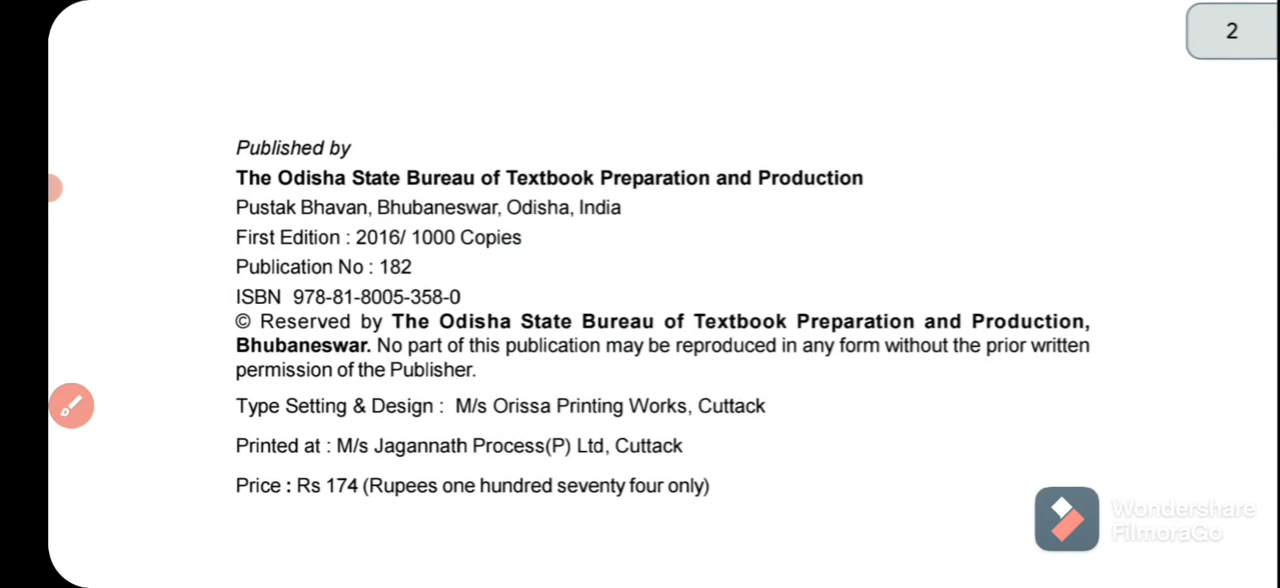 2
Published by
The Odisha State Bureau of Textbook Preparation and Production
Pustak Bhavan, Bhubaneswar, Odisha, India
First Edition : 2016/ 1000 Copies
Publication No : 182
ISBN 978-81-8005-358-0
© Reserved by The Odisha State Bureau of Textbook Preparation and Production,
Bhubaneswar. No part of this publication may be reproduced in any form without the prior written
permission of the Publisher.
Type Setting & Design : M/s Orissa Printing Works, Cuttack
Printed at : M/s Jagannath Process(P) Ltd, Cuttack
Price : Rs 174 (Rupees one hundred seventy four only)
Wondershare
FilmoraGo